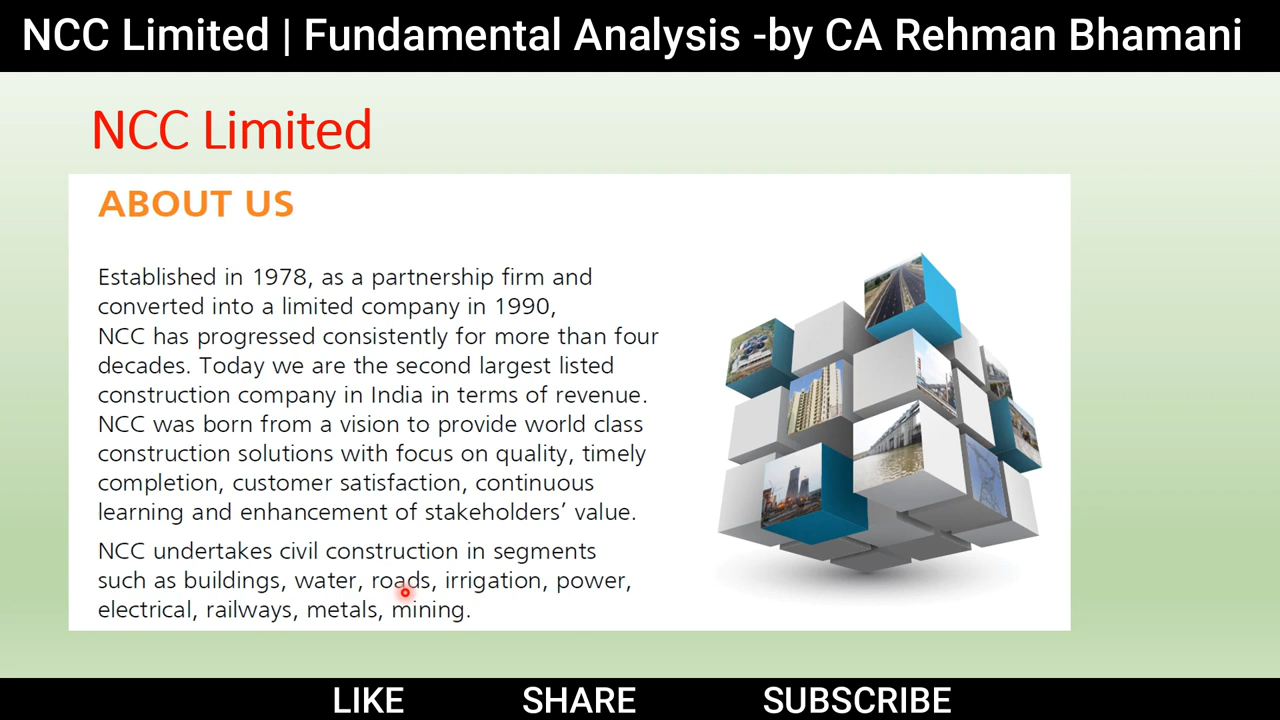 NCC Limited | Fundamental Analysis -by CA Rehman Bhamani
NCC Limited
ABOUT US
Established in 1978, as a partnership firm and
converted into a limited company in 1990,
NCC has progressed consistently for more than four
decades. Today we are the second largest listed
construction company in India in terms of revenue.
NCC was born from a vision to provide world class
construction solutions with focus on quality, timely
completion, customer satisfaction, continuous
learning and enhancement of stakeholders’ value.
NCC undertakes civil construction in segments
such as buildings, water, roads, irrigation, power,
electrical, railways, metals, mining.
LIKE SHARE SUBSCRIBE